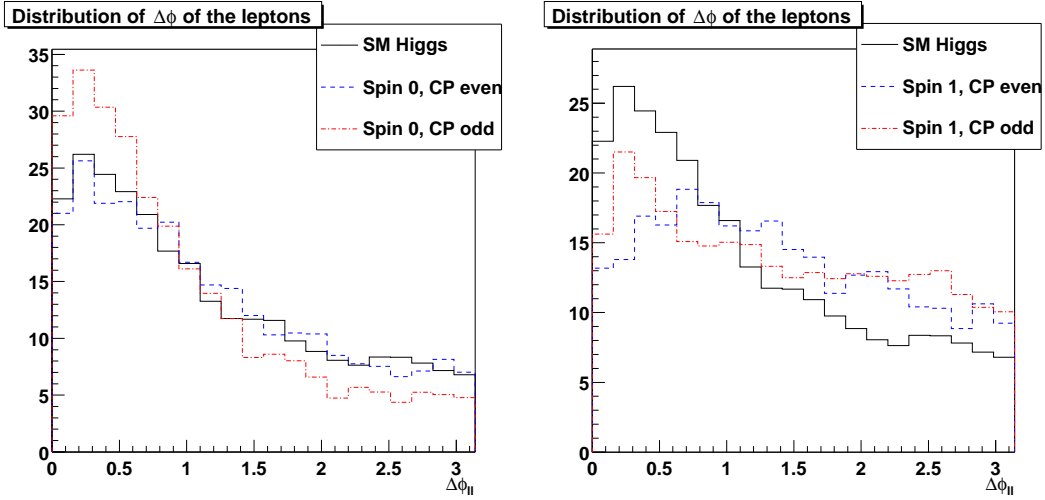 Distribution of Δϕ of the leptons
SM Higgs
Spin 0, CP even
Spin 0, CP odd
35
30
25
20
15
10
5
0
0 0.5 1 1.5 2 2.5 3
Δϕll
Distribution of Δϕ of the leptons
SM Higgs
Spin 1, CP even
Spin 1, CP odd
25
20
15
10
5
0
0 0.5 1 1.5 2 2.5 3
Δϕll